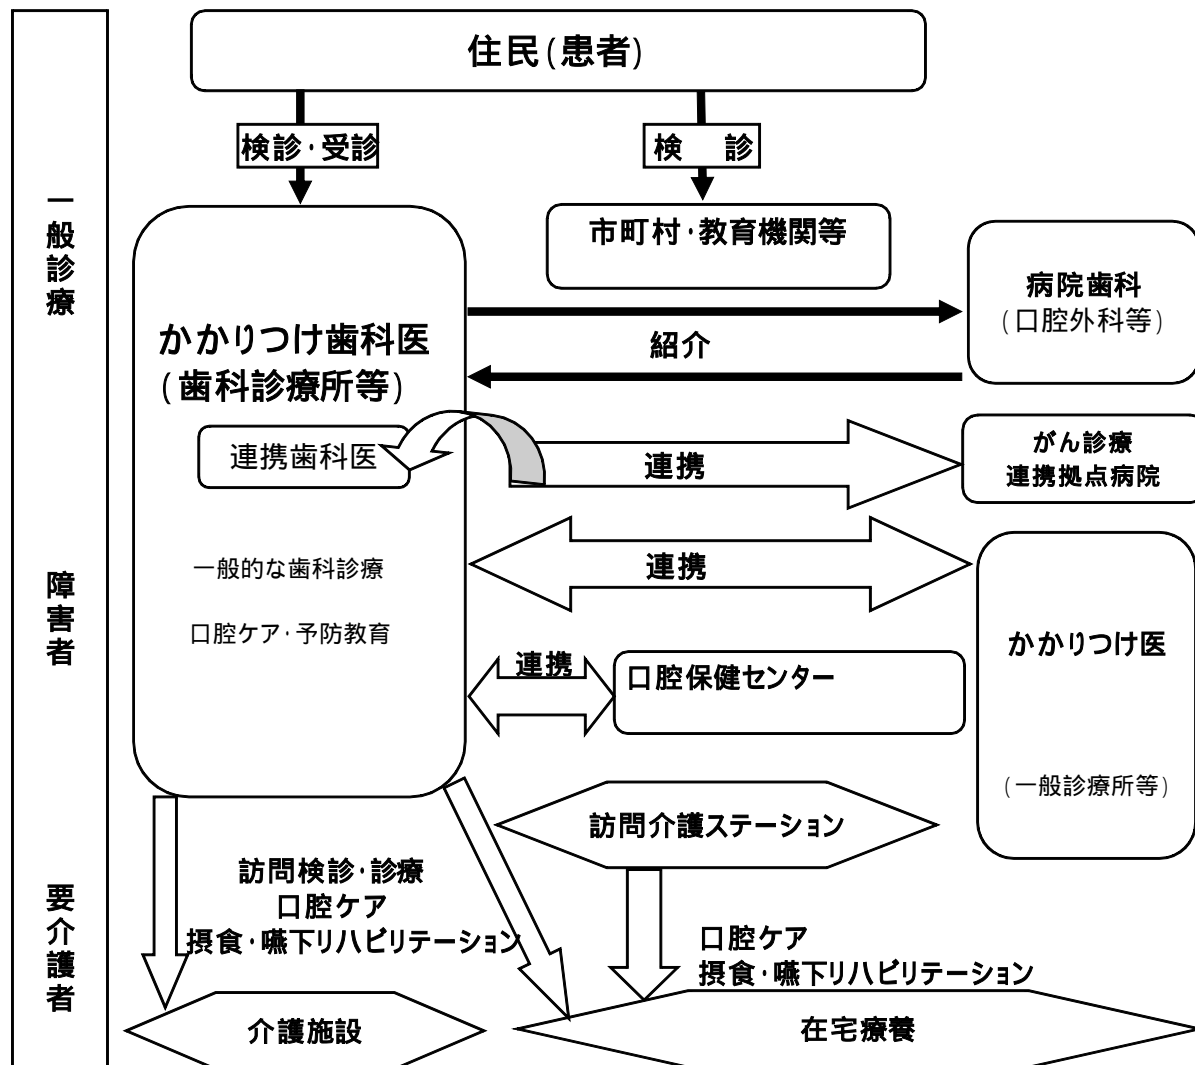 住民(患者)
検診・受診
検　診
一般診療
市町村・教育機関等
病院歯科
(口腔外科等)
かかりつけ歯科医
(歯科診療所等)
紹介
連携歯科医
連携
がん診療
連携拠点病院
一般的な歯科診療
連携
障害者
口腔ケア・予防教育
かかりつけ医
連携
口腔保健センター
(一般診療所等)
訪問介護ステーション
要介護者
訪問検診・診療
口腔ケア
摂食・嚥下リハビリテーション
口腔ケア
摂食・嚥下リハビリテーション
介護施設
在宅療養